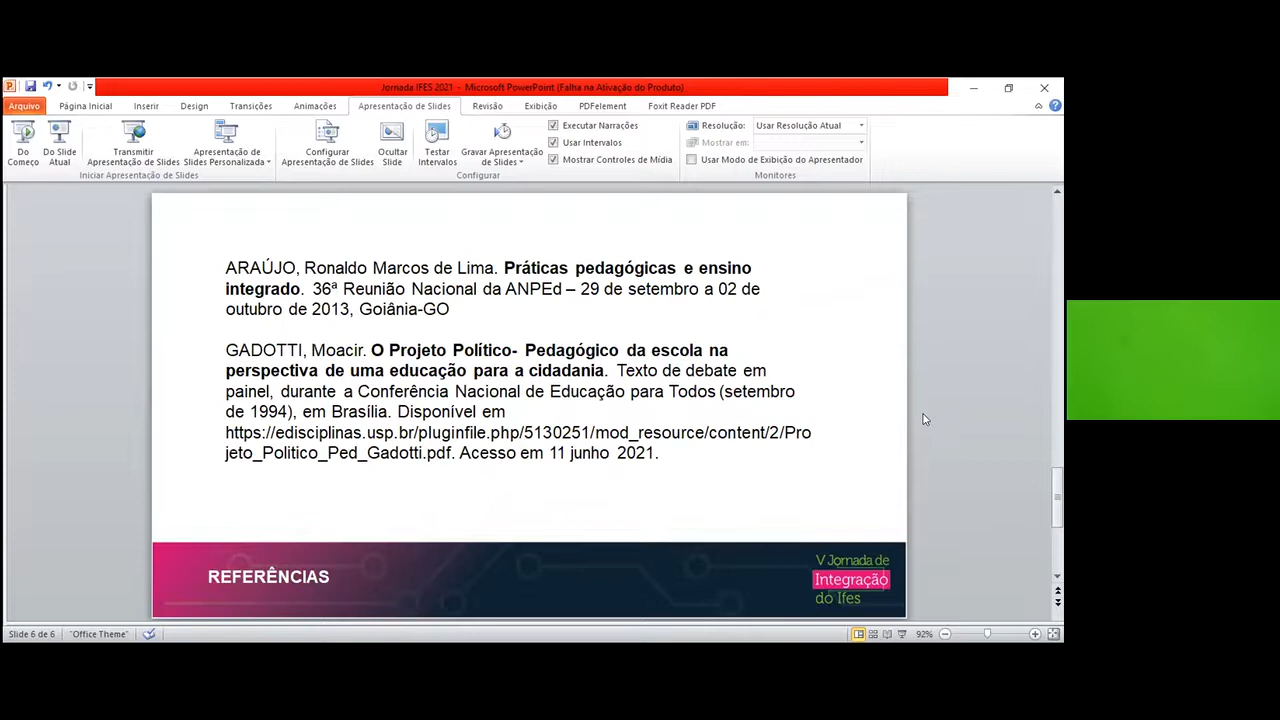 Jornada IFES 2021 - Microsoft PowerPoint (Falha na Ativação do Produto)
Arquivo Página Inicial Inserir Design Transições Animações Apresentação de Slides Revisão Exibição PDFelement Foxit Reader PDF
Do Começo
Do Slide Atual
Transmitir Apresentação de Slides
Apresentação de Slides Personalizada
Iniciar Apresentação de Slides
Configurar Apresentação de Slides
Ocultar Slide
Testar Intervalos
Gravar Apresentação de Slides
Executar Narrações
Usar Intervalos
Mostrar Controles de Mídia
Configurar
Resolução: Usar Resolução Atual
Mostrar em:
Usar Modo de Exibição do Apresentador
Monitores
ARAÚJO, Ronaldo Marcos de Lima. Práticas pedagógicas e ensino
integrado. 36ª Reunião Nacional da ANPEd – 29 de setembro a 02 de
outubro de 2013, Goiânia-GO
GADOTTI, Moacir. O Projeto Político- Pedagógico da escola na
perspectiva de uma educação para a cidadania. Texto de debate em
painel, durante a Conferência Nacional de Educação para Todos (setembro
de 1994), em Brasília. Disponível em
https://edisciplinas.usp.br/pluginfile.php/5130251/mod_resource/content/2/Pro
jeto_Politico_Ped_Gadotti.pdf. Acesso em 11 junho 2021.
REFERÊNCIAS
V Jornada de
Integração
do Ifes
Slide 6 de 6 "Office Theme" 92%